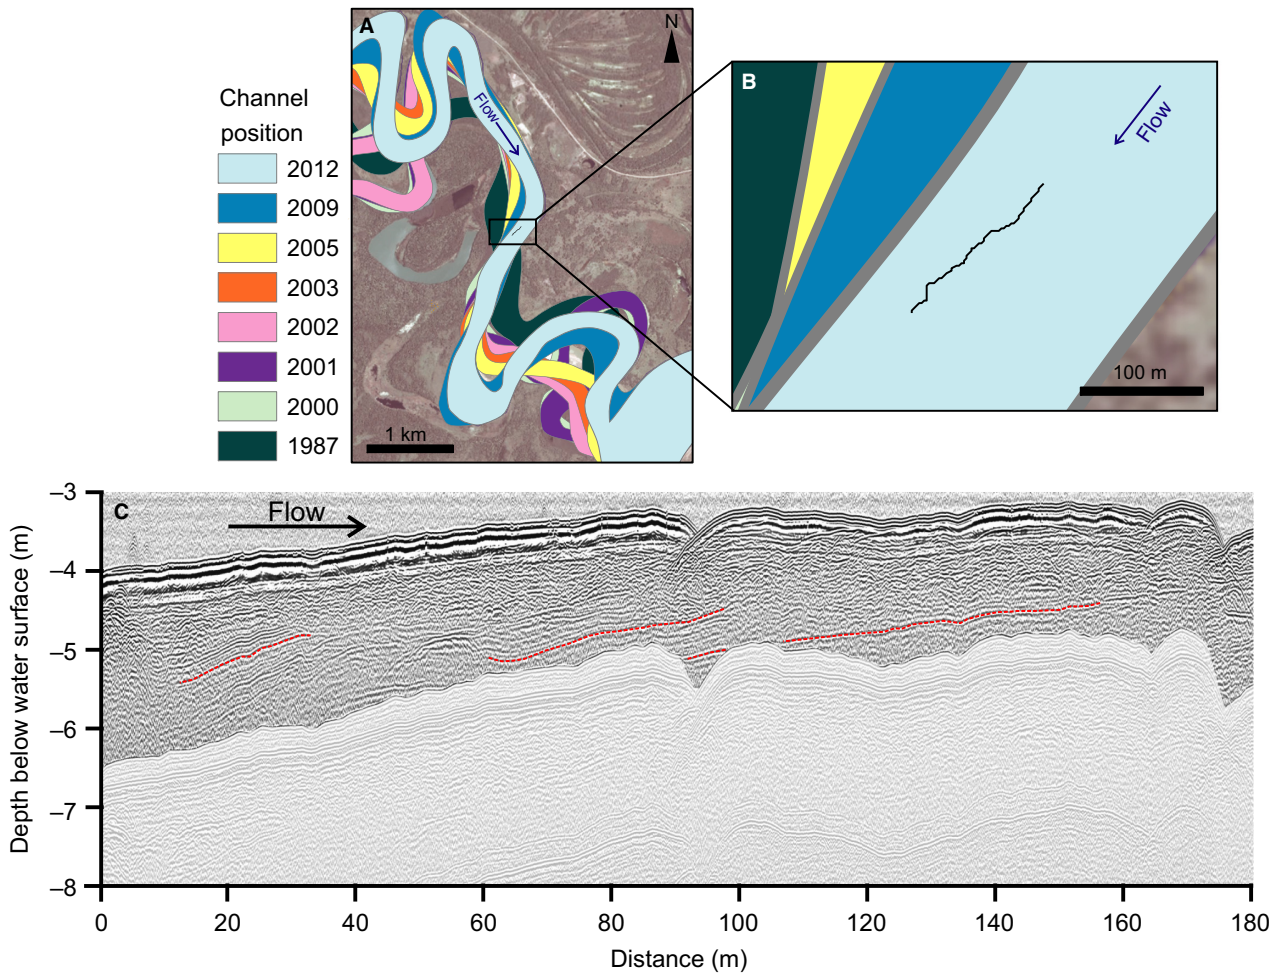 A
N
Flow
1 km
B
Flow
100 m
Channel
position
2012
2009
2005
2003
2002
2001
2000
1987
C
Flow
Depth below water surface (m)
–3
–4
–5
–6
–7
–8
0 20 40 60 80 100 120 140 160 180
Distance (m)